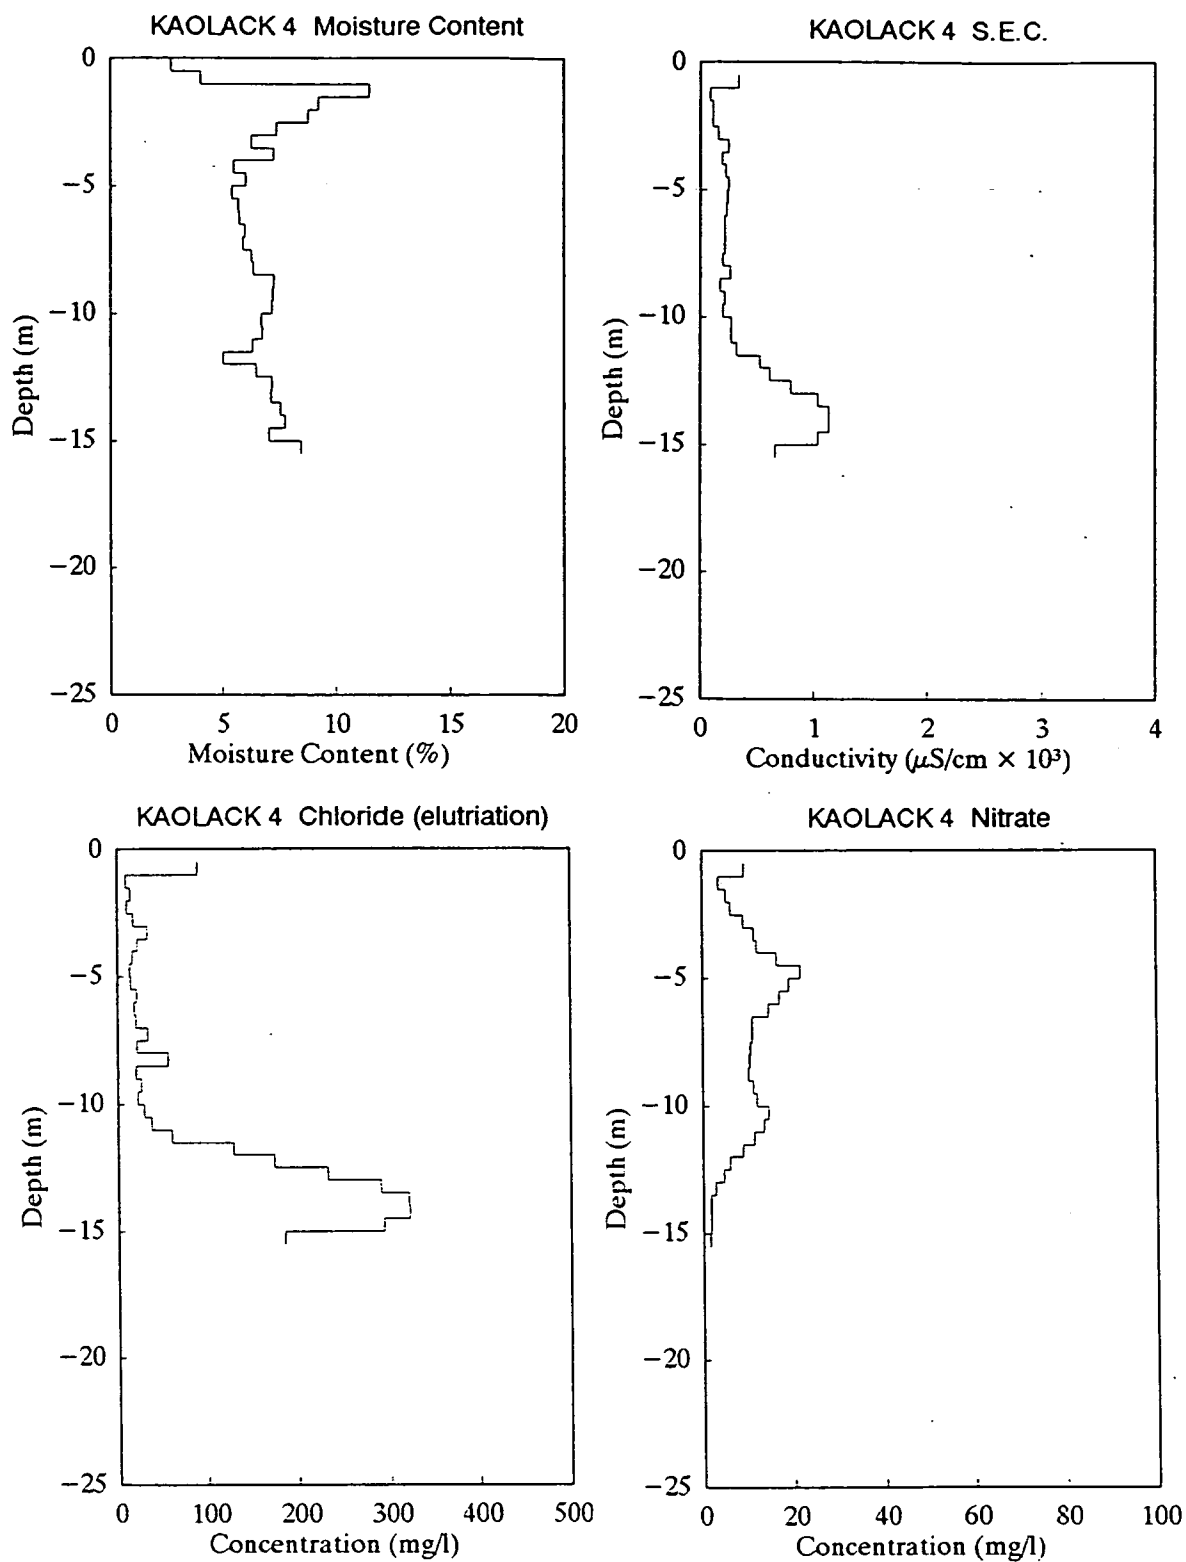 KAOLACK 4 Moisture Content
0
−5
−10
−15
−20
−25
Depth (m)
0 5 10 15 20
Moisture Content (%)
KAOLACK 4 S.E.C.
0
−5
−10
−15
−20
−25
Depth (m)
0 1 2 3 4
Conductivity (μS/cm × 10³)
KAOLACK 4 Chloride (elutriation)
0
−5
−10
−15
−20
−25
Depth (m)
0 100 200 300 400 500
Concentration (mg/l)
KAOLACK 4 Nitrate
0
−5
−10
−15
−20
−25
Depth (m)
0 20 40 60 80 100
Concentration (mg/l)